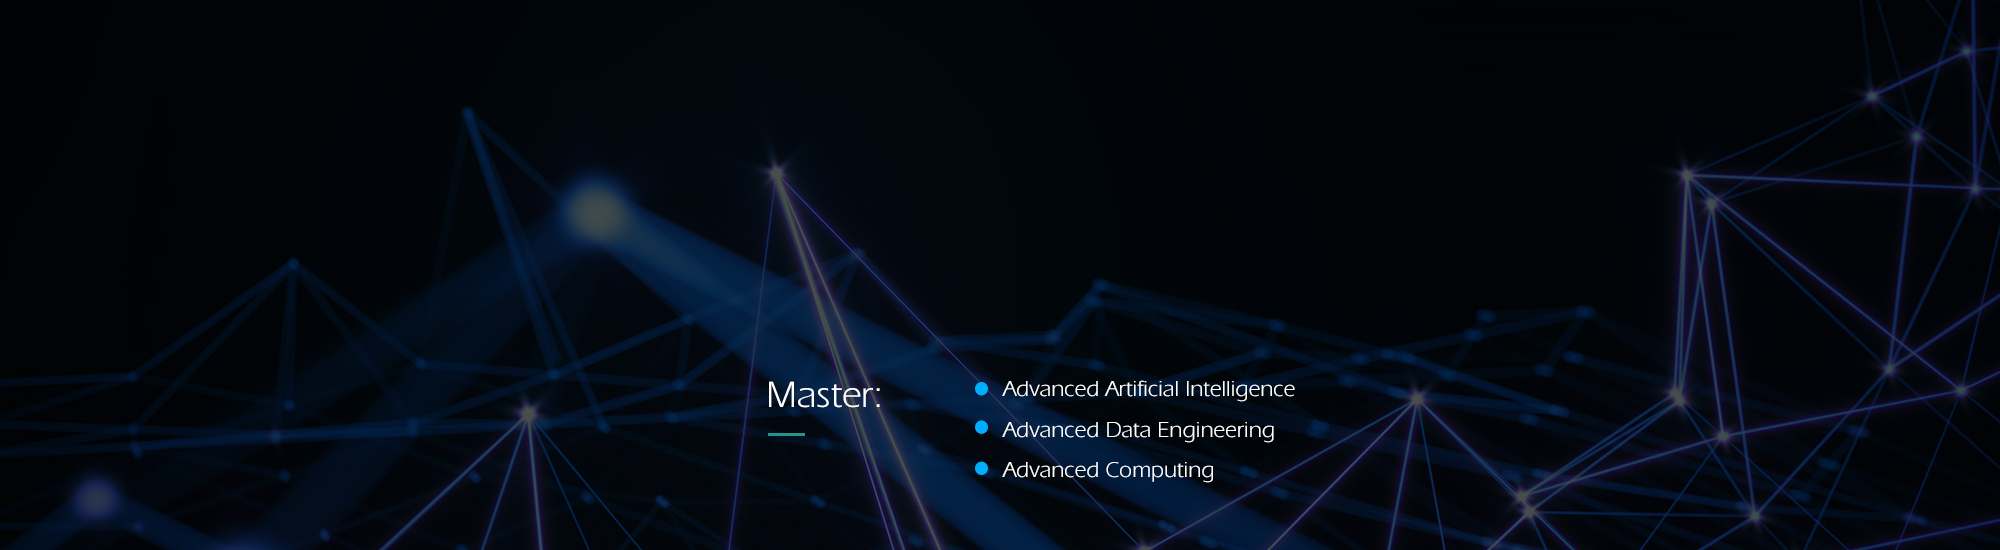 Master:
Advanced Artificial Intelligence
Advanced Data Engineering
Advanced Computing